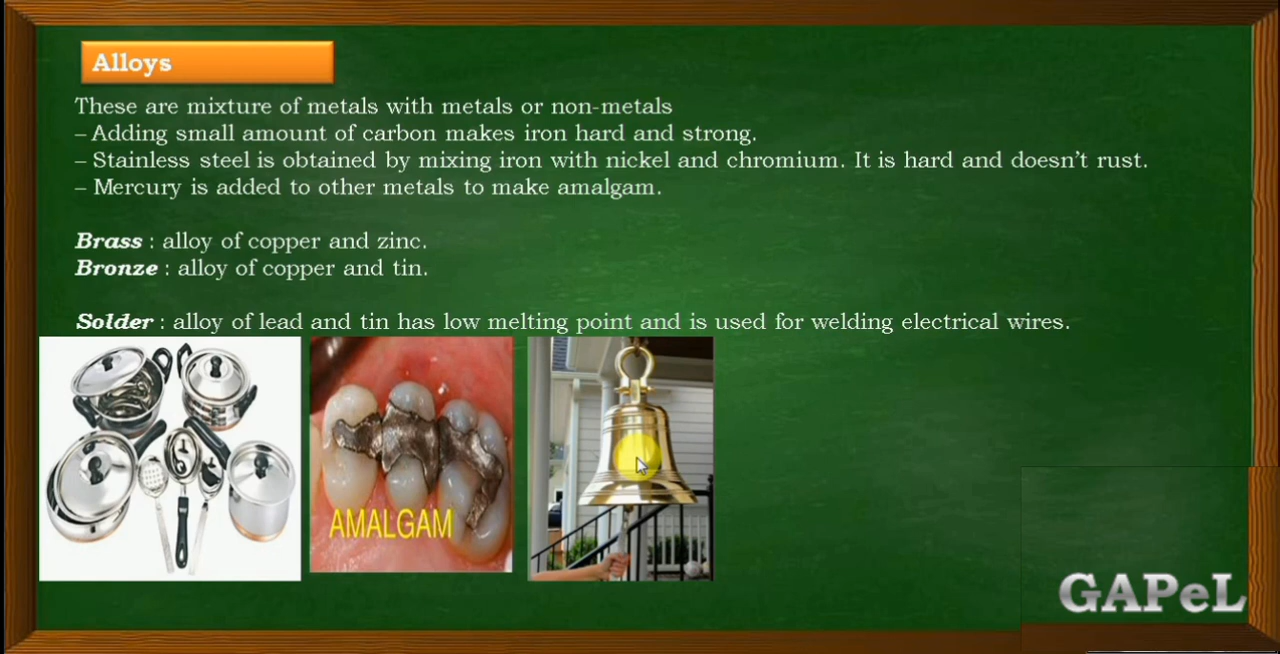 Alloys
These are mixture of metals with metals or non-metals
– Adding small amount of carbon makes iron hard and strong.
– Stainless steel is obtained by mixing iron with nickel and chromium. It is hard and doesn’t rust.
– Mercury is added to other metals to make amalgam.
Brass : alloy of copper and zinc.
Bronze : alloy of copper and tin.
Solder : alloy of lead and tin has low melting point and is used for welding electrical wires.
AMALGAM
GAPeL